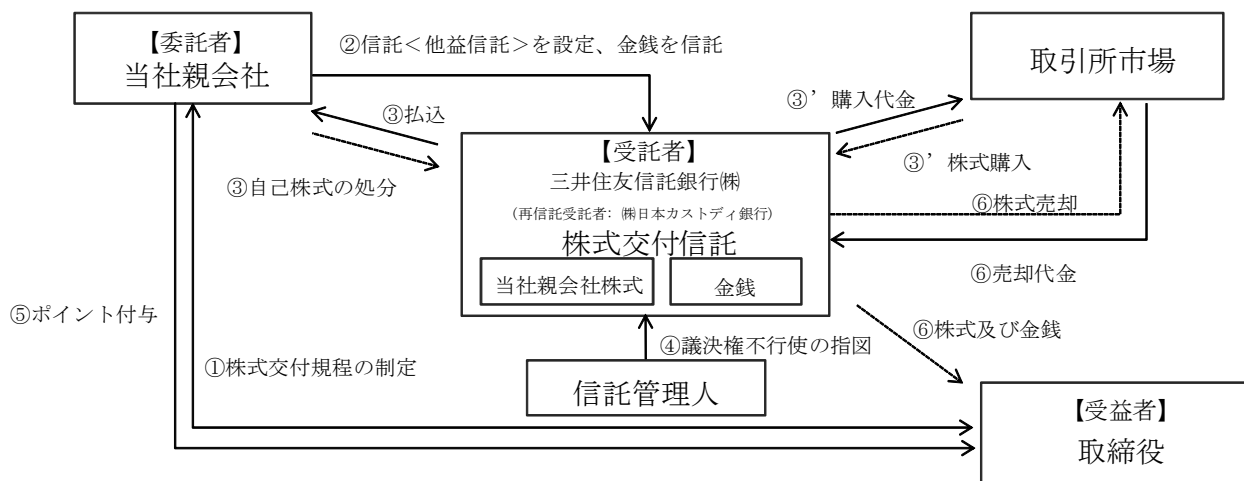 【委託者】
当社親会社
②信託＜他益信託＞を設定、金銭を信託
取引所市場
③払込
③’購入代金
【受託者】
三井住友信託銀行㈱
(再信託受託者：㈱日本カストディ銀行)
株式交付信託
当社親会社株式
金銭
③自己株式の処分
③’株式購入
⑥株式売却
⑥売却代金
⑤ポイント付与
①株式交付規程の制定
④議決権不行使の指図
⑥株式及び金銭
信託管理人
【受益者】
取締役